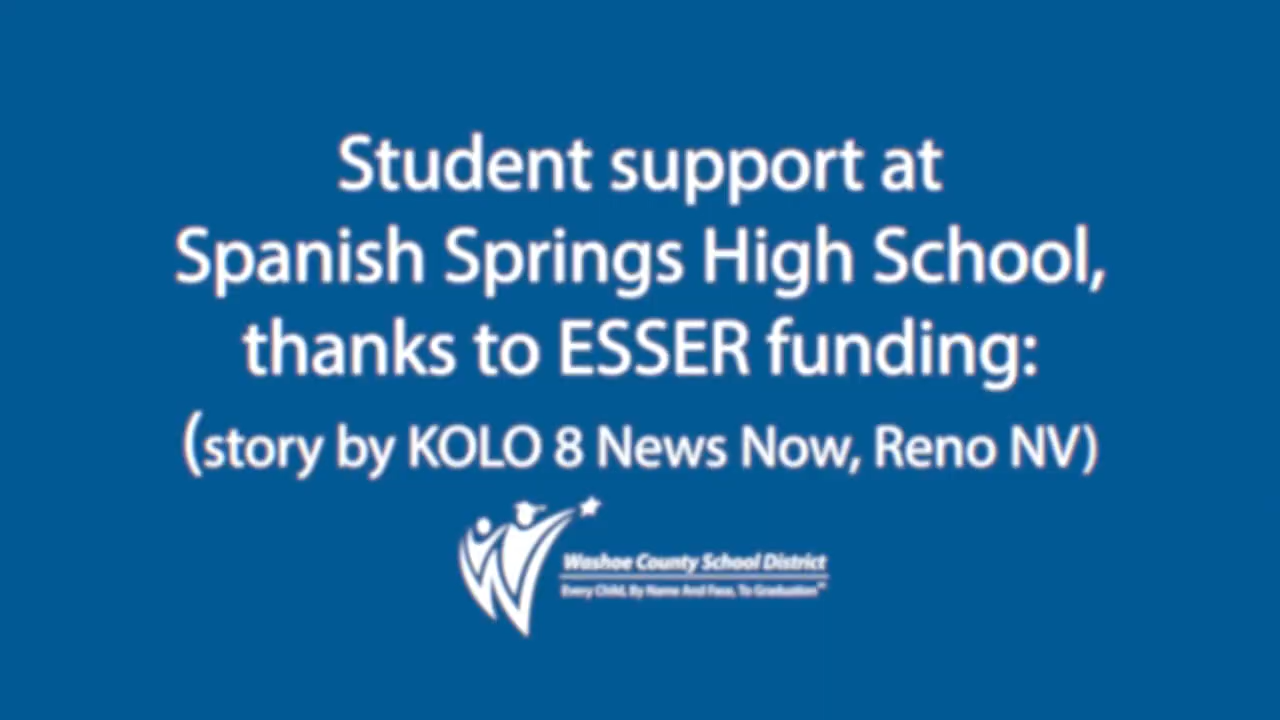 Student support at
Spanish Springs High School,
thanks to ESSER funding:
(story by KOLO 8 News Now, Reno NV)
Washoe County School District
Every Child, By Name And Face, To Graduation™